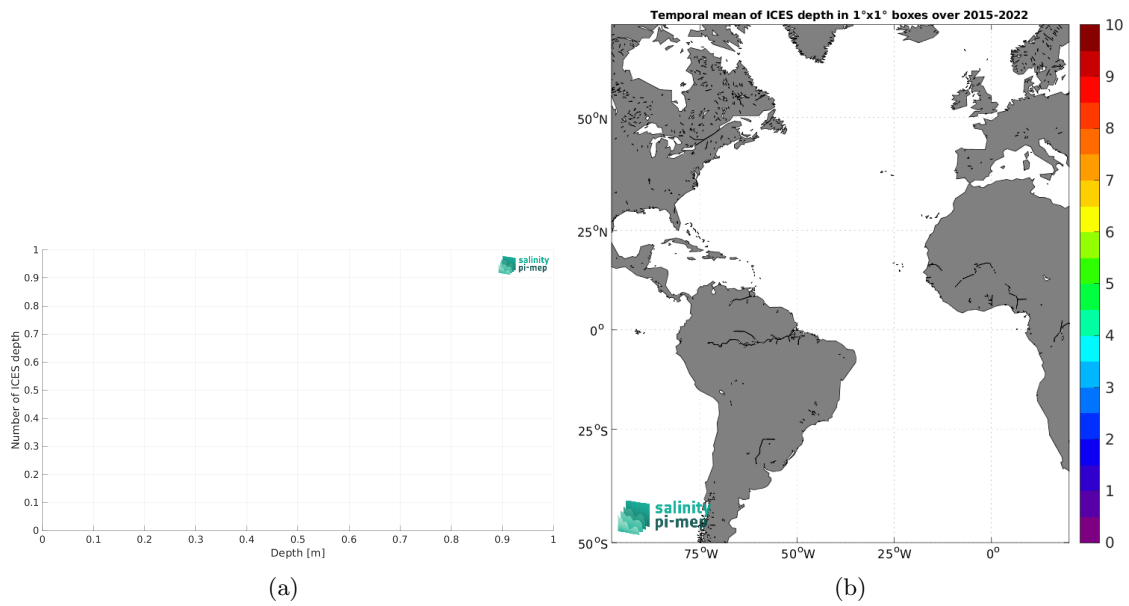 1
0.9
0.8
0.7
0.6
0.5
0.4
0.3
0.2
0.1
0
Number of ICES depth
0 0.1 0.2 0.3 0.4 0.5 0.6 0.7 0.8 0.9 1
Depth [m]
salinity
pi-mep
(a)
Temporal mean of ICES depth in 1°x1° boxes over 2015-2022
50°N
25°N
0°
25°S
50°S
75°W 50°W 25°W 0°
salinity
pi-mep
10
9
8
7
6
5
4
3
2
1
0
(b)